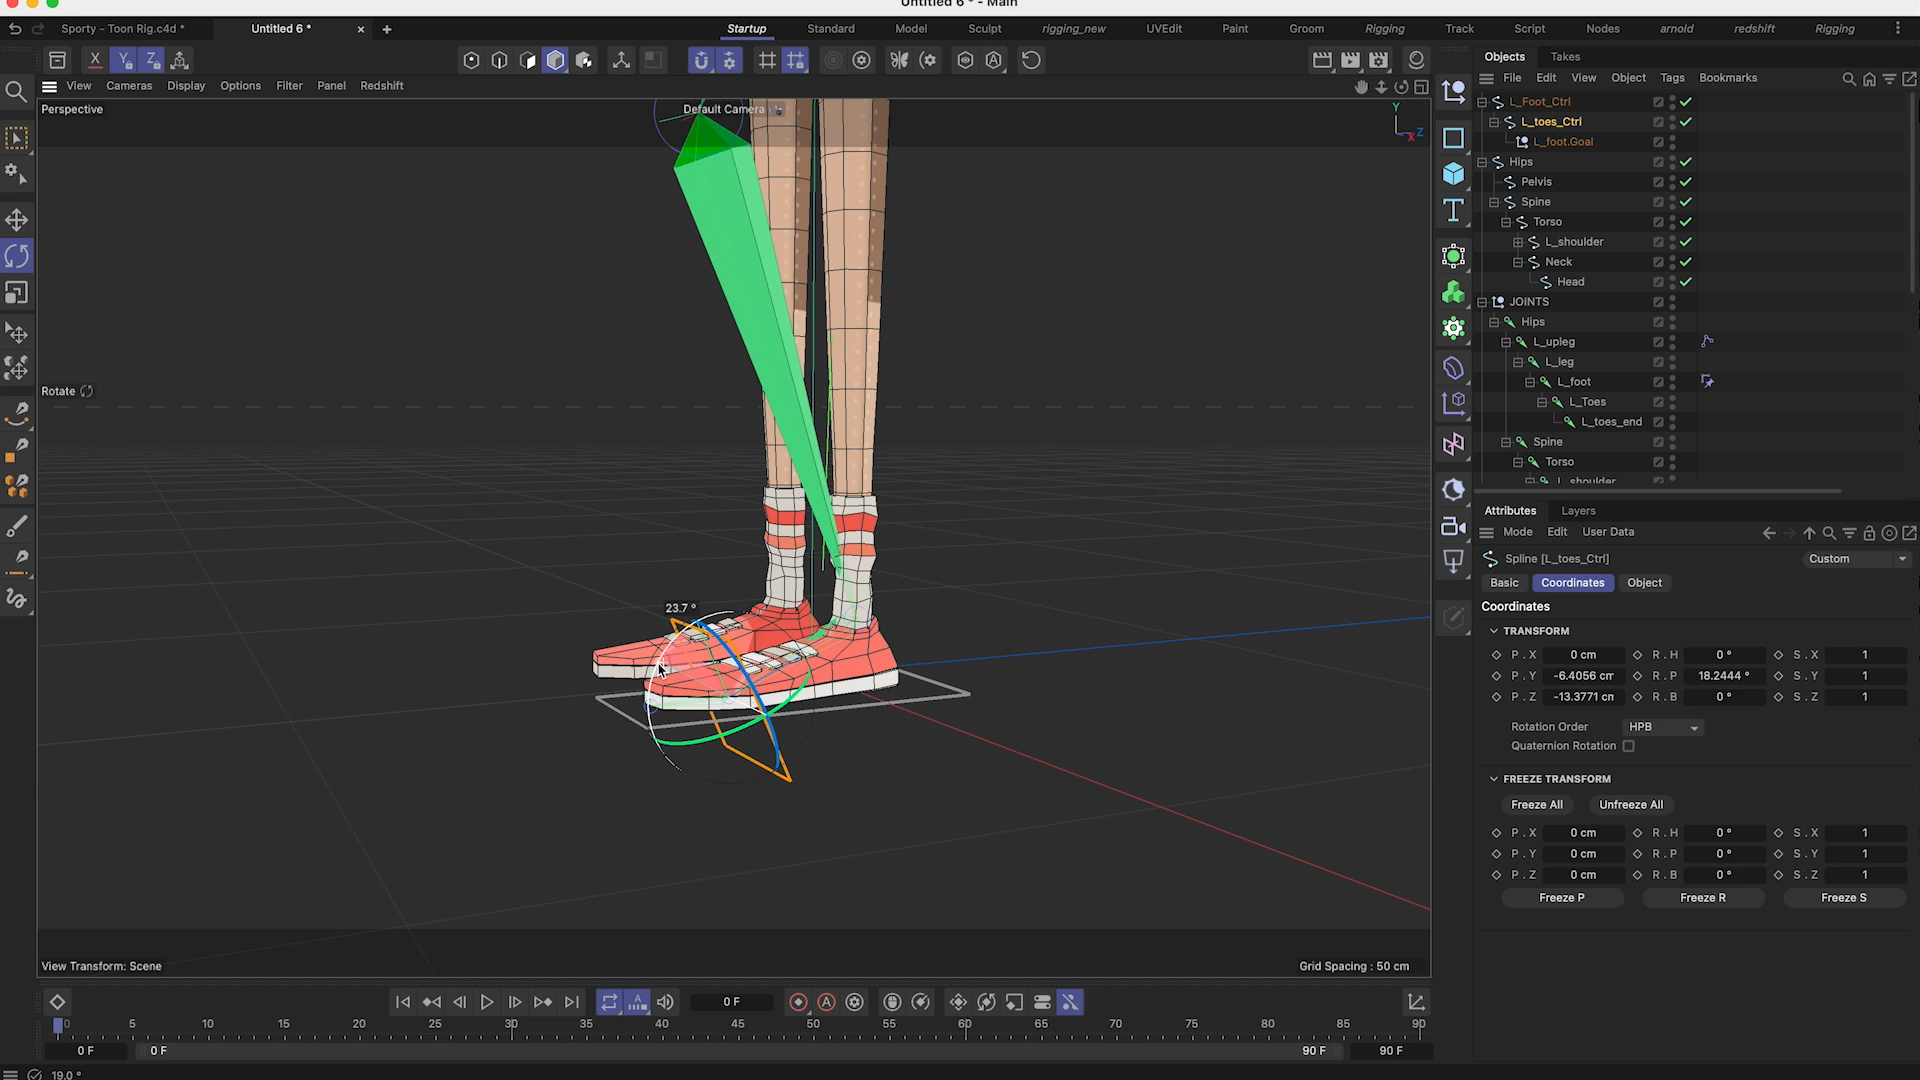 Untitled 6 * - Main
Sporty - Toon Rig.c4d *
Untitled 6 *
Startup
Standard
Model
Sculpt
rigging_new
UVEdit
Paint
Groom
Rigging
Track
Script
Nodes
arnold
redshift
Rigging
X
Y
Z
Objects
Takes
View
Cameras
Display
Options
Filter
Panel
Redshift
File
Edit
View
Object
Tags
Bookmarks
Perspective
Default Camera
Y
Z
X
L_Foot_Ctrl
L_toes_Ctrl
L_foot.Goal
Hips
Pelvis
Spine
Torso
L_shoulder
Neck
Head
JOINTS
Hips
L_upleg
L_leg
L_foot
L_Toes
L_toes_end
Spine
Torso
L_shoulder
Rotate
23.7 °
Attributes
Layers
Mode
Edit
User Data
Spline [L_toes_Ctrl]
Custom
Basic
Coordinates
Object
Coordinates
TRANSFORM
P . X 0 cm R . H 0 ° S . X 1
P . Y -6.4056 cm R . P 18.2444 ° S . Y 1
P . Z -13.3771 cm R . B 0 ° S . Z 1
Rotation Order HPB
Quaternion Rotation
FREEZE TRANSFORM
Freeze All
Unfreeze All
P . X 0 cm R . H 0 ° S . X 1
P . Y 0 cm R . P 0 ° S . Y 1
P . Z 0 cm R . B 0 ° S . Z 1
Freeze P
Freeze R
Freeze S
View Transform: Scene
Grid Spacing : 50 cm
0 F
0 5 10 15 20 25 30 35 40 45 50 55 60 65 70 75 80 85 90
0 F
0 F
90 F
90 F
19.0 °